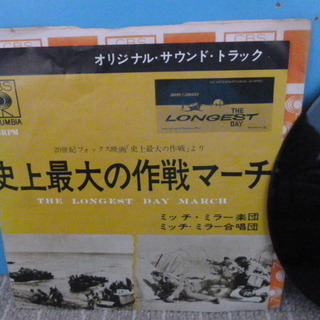 CBS
オリジナル・サウンド・トラック
CBS
COLUMBIA
RPM
THE
LONGEST
DAY
20世紀フォックス映画「史上最大の作戦」より
史上最大の作戦マーチ
THE LONGEST DAY MARCH
ミッチ・ミラー楽団
ミッチ・ミラー合唱団